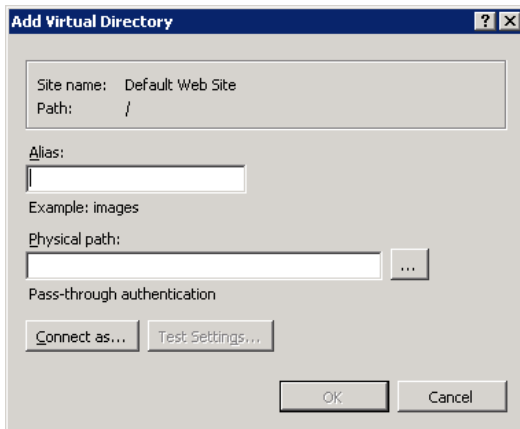 Add Virtual Directory
Site name: Default Web Site
Path: /
Alias:
Example: images
Physical path:
...
Pass-through authentication
Connect as... Test Settings...
OK Cancel